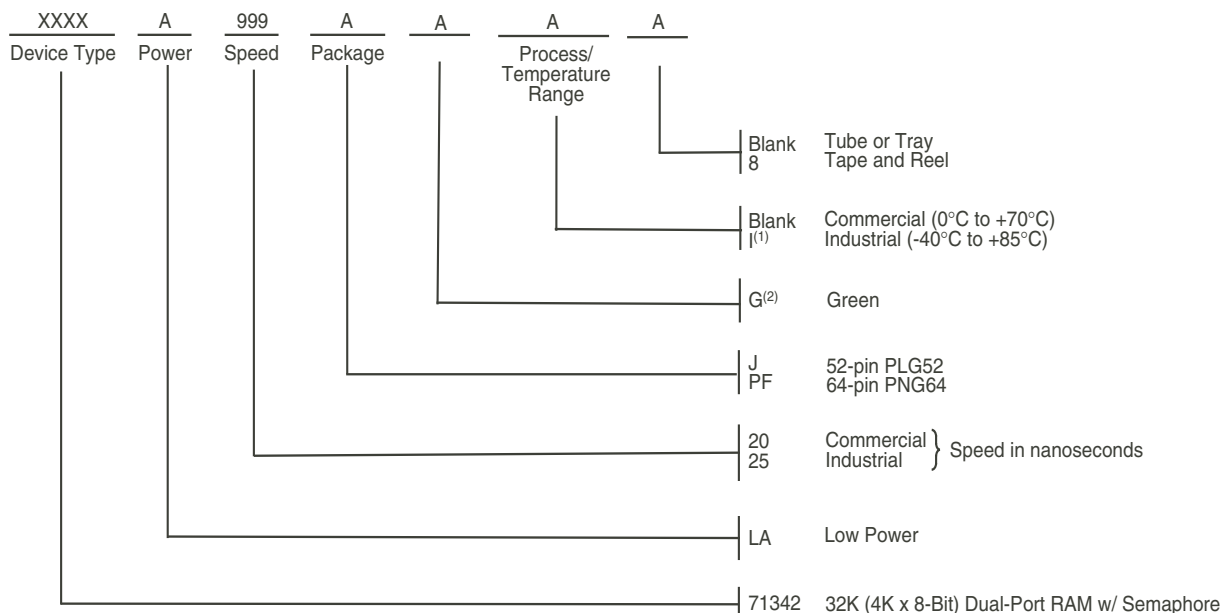 XXXX A 999 A A A A
Device Type Power Speed Package Process/
Temperature
Range
Blank Tube or Tray
8 Tape and Reel
Blank Commercial (0°C to +70°C)
I(1) Industrial (-40°C to +85°C)
G(2) Green
J 52-pin PLG52
PF 64-pin PNG64
20 Commercial
25 Industrial
} Speed in nanoseconds
LA Low Power
71342 32K (4K x 8-Bit) Dual-Port RAM w/ Semaphore